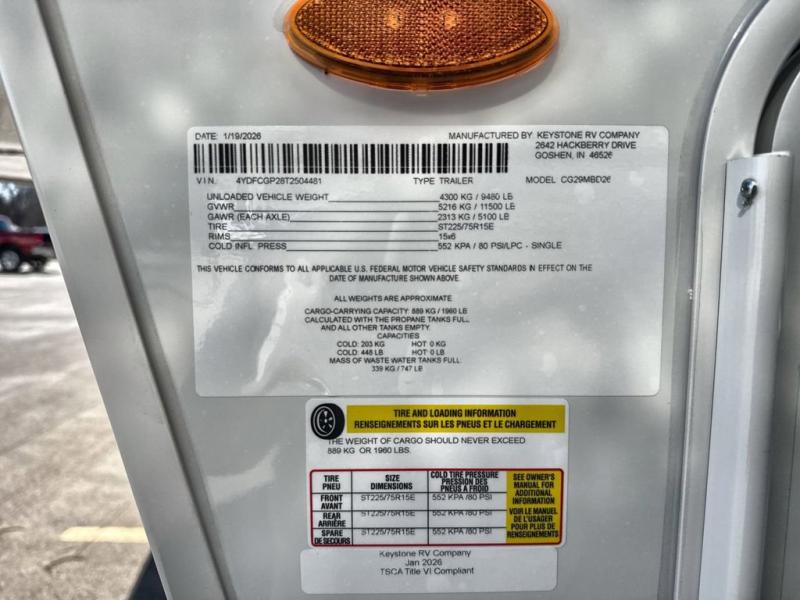 DATE: 1/19/2026 MANUFACTURED BY KEYSTONE RV COMPANY
2642 HACKBERRY DRIVE
GOSHEN, IN 46526
V I N. 4YDFCGP28T2504481 TYPE TRAILER MODEL CG29MBD26
UNLOADED VEHICLE WEIGHT 4300 KG / 9480 LB
GVWR 5216 KG / 11500 LB
GAWR (EACH AXLE) 2313 KG / 5100 LB
TIRE ST225/75R15E
RIMS 15x6
COLD INFL. PRESS 552 KPA / 80 PSI/LPC - SINGLE
THIS VEHICLE CONFORMS TO ALL APPLICABLE U.S. FEDERAL MOTOR VEHICLE SAFETY STANDARDS IN EFFECT ON THE
DATE OF MANUFACTURE SHOWN ABOVE.
ALL WEIGHTS ARE APPROXIMATE
CARGO-CARRYING CAPACITY: 889 KG / 1960 LB
CALCULATED WITH THE PROPANE TANKS FULL,
AND ALL OTHER TANKS EMPTY.
CAPACITIES
COLD: 203 KG HOT: 0 KG
COLD: 448 LB HOT: 0 LB
MASS OF WASTE WATER TANKS FULL:
339 KG / 747 LB
TIRE AND LOADING INFORMATION
RENSEIGNEMENTS SUR LES PNEUS ET LE CHARGEMENT
THE WEIGHT OF CARGO SHOULD NEVER EXCEED
889 KG OR 1960 LBS.
TIRE
PNEU
SIZE
DIMENSIONS
COLD TIRE PRESSURE
PRESSION DES
PNEUS A FROID
SEE OWNER'S
MANUAL FOR
ADDITIONAL
INFORMATION
VOIR LE MANUEL
DE L'USAGER
POUR PLUS DE
RENSEIGNEMENTS
FRONT
AVANT
ST225/75R15E 552 KPA /80 PSI
REAR
ARRIÈRE
ST225/75R15E 552 KPA /80 PSI
SPARE
DE SECOURS
ST225/75R15E 552 KPA /80 PSI
Keystone RV Company
Jan 2026
TSCA Title VI Compliant